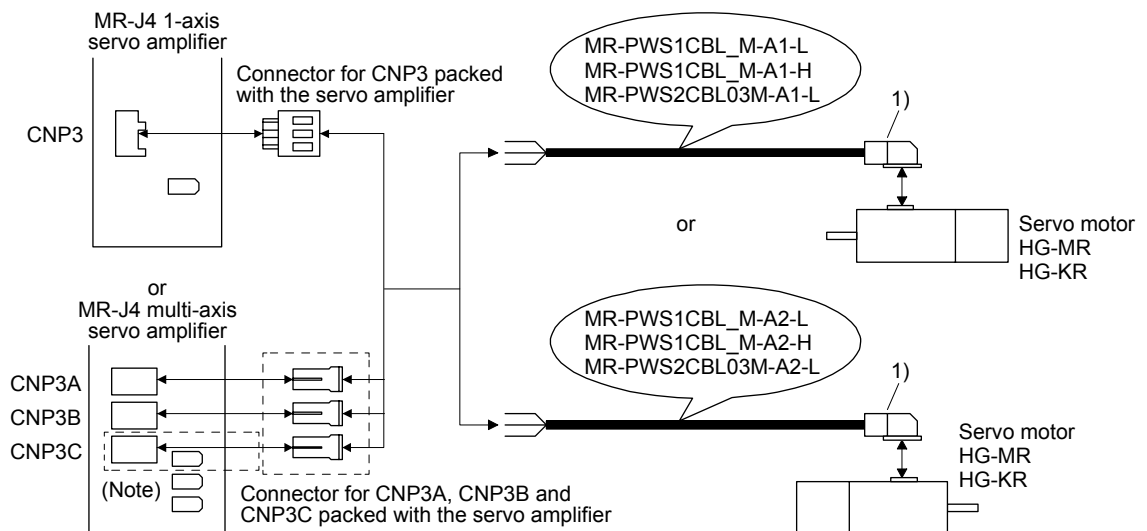 MR-J4 1-axis
servo amplifier
Connector for CNP3 packed
with the servo amplifier
CNP3
MR-PWS1CBL_M-A1-L
MR-PWS1CBL_M-A1-H
MR-PWS2CBL03M-A1-L
1)
Servo motor
HG-MR
HG-KR
or
or
MR-J4 multi-axis
servo amplifier
CNP3A
CNP3B
CNP3C
(Note)
Connector for CNP3A, CNP3B and
CNP3C packed with the servo amplifier
MR-PWS1CBL_M-A2-L
MR-PWS1CBL_M-A2-H
MR-PWS2CBL03M-A2-L
1)
Servo motor
HG-MR
HG-KR